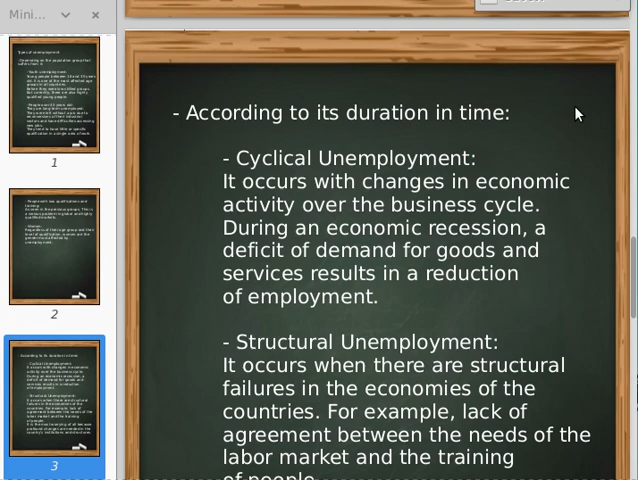 Mini...
Types of unemployment
1
2
3
- According to its duration in time:
- Cyclical Unemployment:
It occurs with changes in economic
activity over the business cycle.
During an economic recession, a
deficit of demand for goods and
services results in a reduction
of employment.
- Structural Unemployment:
It occurs when there are structural
failures in the economies of the
countries. For example, lack of
agreement between the needs of the
labor market and the training
of people